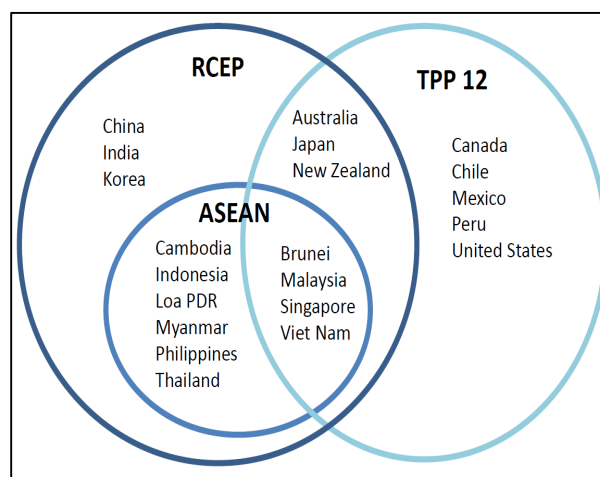 RCEP
TPP 12
China
India
Korea
Australia
Japan
New Zealand
Canada
Chile
Mexico
Peru
United States
ASEAN
Cambodia
Indonesia
Loa PDR
Myanmar
Philippines
Thailand
Brunei
Malaysia
Singapore
Viet Nam